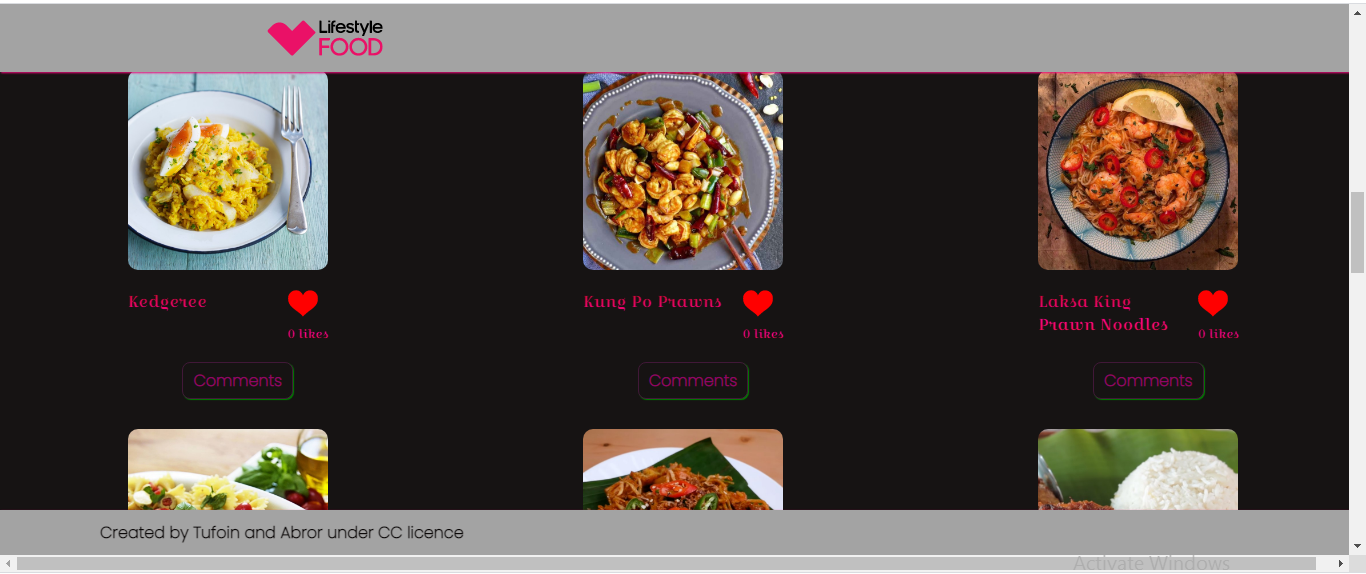 Lifestyle
FOOD
Kedgeree
0 likes
Comments
Kung Po Prawns
0 likes
Comments
Laksa King
Prawn Noodles
0 likes
Comments
Created by Tufoin and Abror under CC licence
Activate Windows